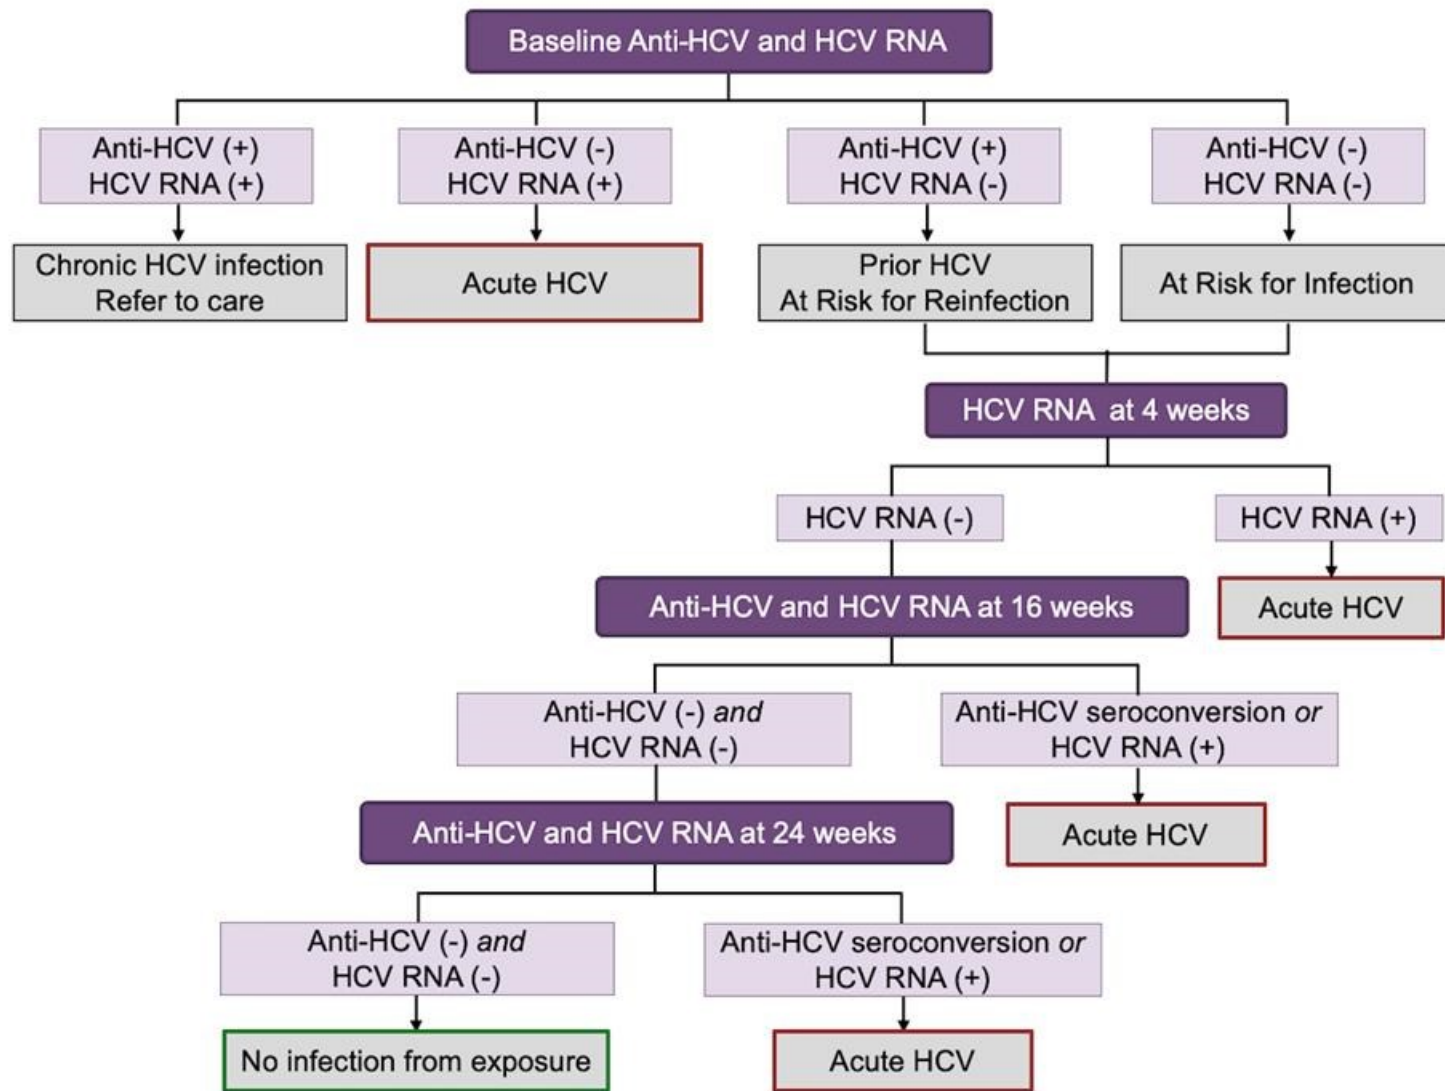 Baseline Anti-HCV and HCV RNA
Anti-HCV (+)
HCV RNA (+)
Anti-HCV (-)
HCV RNA (+)
Anti-HCV (+)
HCV RNA (-)
Anti-HCV (-)
HCV RNA (-)
Chronic HCV infection
Refer to care
Acute HCV
Prior HCV
At Risk for Reinfection
At Risk for Infection
HCV RNA at 4 weeks
HCV RNA (-)
HCV RNA (+)
Anti-HCV and HCV RNA at 16 weeks
Acute HCV
Anti-HCV (-) and
HCV RNA (-)
Anti-HCV seroconversion or
HCV RNA (+)
Anti-HCV and HCV RNA at 24 weeks
Acute HCV
Anti-HCV (-) and
HCV RNA (-)
Anti-HCV seroconversion or
HCV RNA (+)
No infection from exposure
Acute HCV